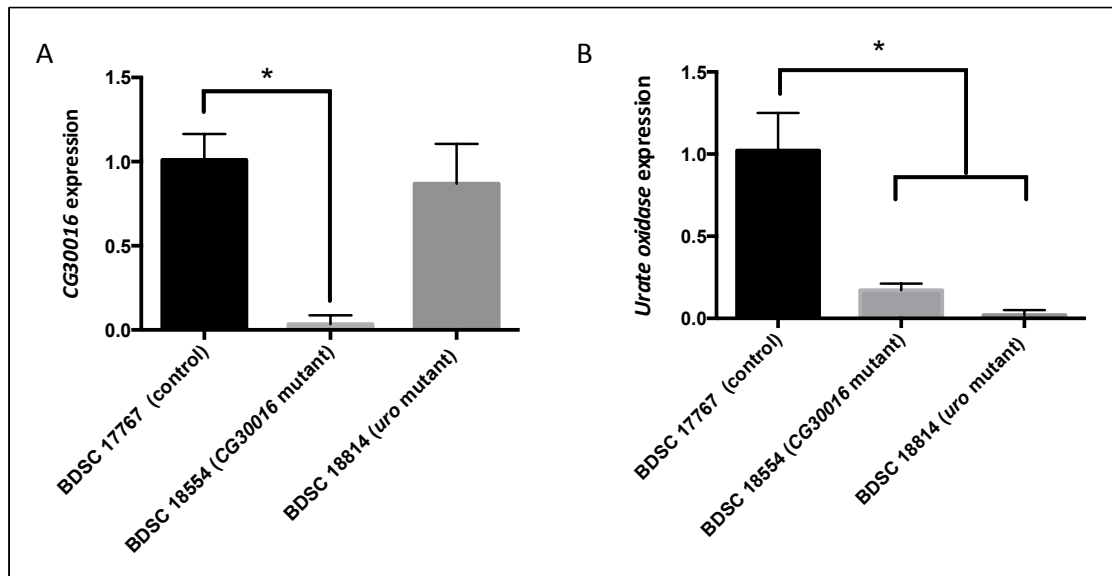 A
CG30016 expression
1.5
1.0
0.5
0.0
*
BDSC 17767 (control)
BDSC 18554 (CG30016 mutant)
BDSC 18814 (uro mutant)
B
Urate oxidase expression
1.5
1.0
0.5
0.0
*
BDSC 17767 (control)
BDSC 18554 (CG30016 mutant)
BDSC 18814 (uro mutant)